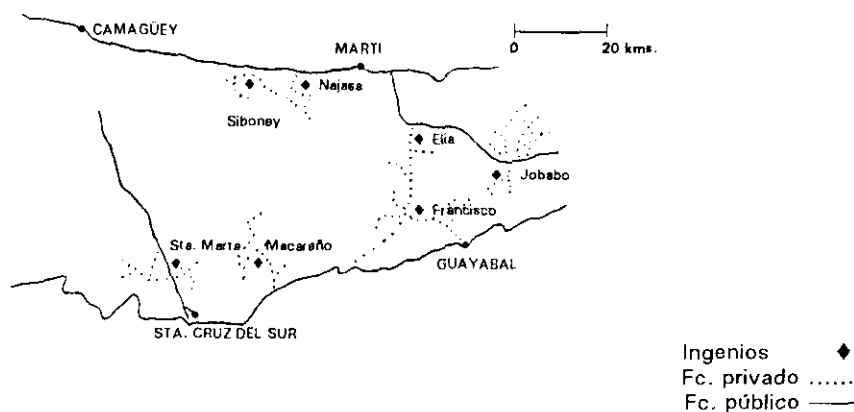 CAMAGÜEY
MARTI
0 20 kms.
Najasa
Siboney
Elia
Jobabo
Francisco
Sta. Marta
Macareño
GUAYABAL
STA. CRUZ DEL SUR
Ingenios
Fc. privado
Fc. público